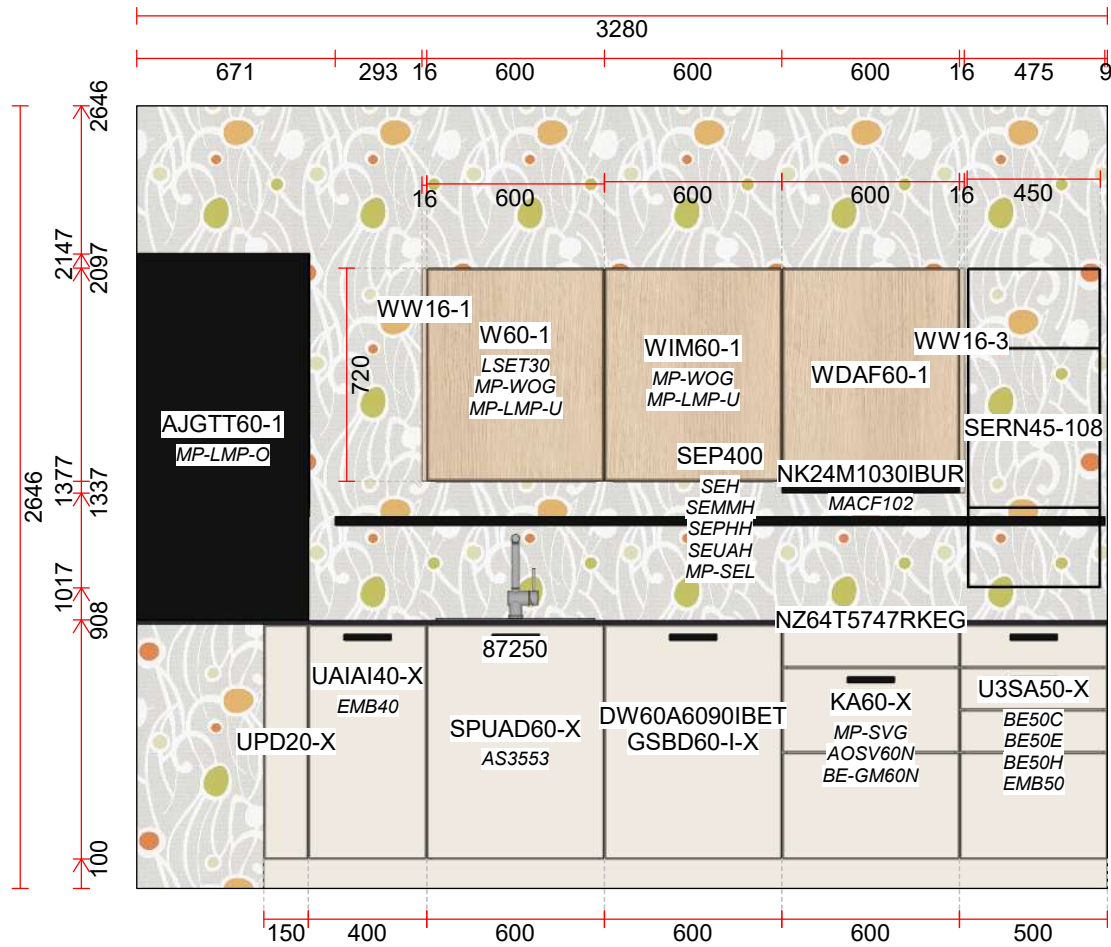 3280
671 293 16 600 600 600 16 475 9
2646
2646
16 600 600 600 16 450
2147
2097
WW16-1
W60-1
LSET30
MP-WOG
MP-LMP-U
WIM60-1
MP-WOG
MP-LMP-U
WDAF60-1
WW16-3
720
AJGTT60-1
MP-LMP-O
SERN45-108
SEP400
SEH
SEMMH
SEPHH
SEUAH
MP-SEL
NK24M1030IBUR
MACF102
1377
1337
1017
908
NZ64T5747RKEG
87250
UAIAI40-X
EMB40
UPD20-X
SPUAD60-X
AS3553
DW60A6090IBET
GSBD60-I-X
KA60-X
MP-SVG
AOSV60N
BE-GM60N
U3SA50-X
BE50C
BE50E
BE50H
EMB50
100
150 400 600 600 600 500